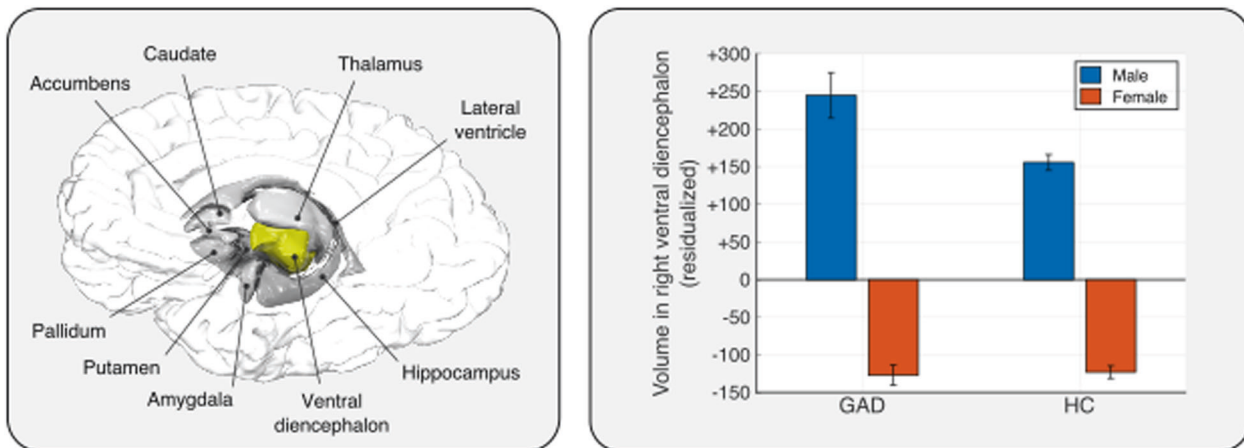 Caudate
Accumbens
Thalamus
Lateral
ventricle
Pallidum
Putamen
Amygdala
Ventral
diencephalon
Hippocampus
Volume in right ventral diencephalon
(residualized)
+300
+250
+200
+150
+100
+50
0
-50
-100
-150
Male
Female
GAD
HC